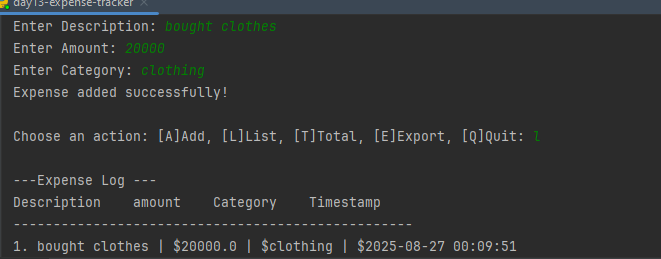 day13-expense-tracker
Enter Description: bought clothes
Enter Amount: 20000
Enter Category: clothing
Expense added successfully!
Choose an action: [A]Add, [L]List, [T]Total, [E]Export, [Q]Quit: l
---Expense Log ---
Description    amount    Category    Timestamp
--------------------------------------------------
1. bought clothes | $20000.0 | $clothing | $2025-08-27 00:09:51